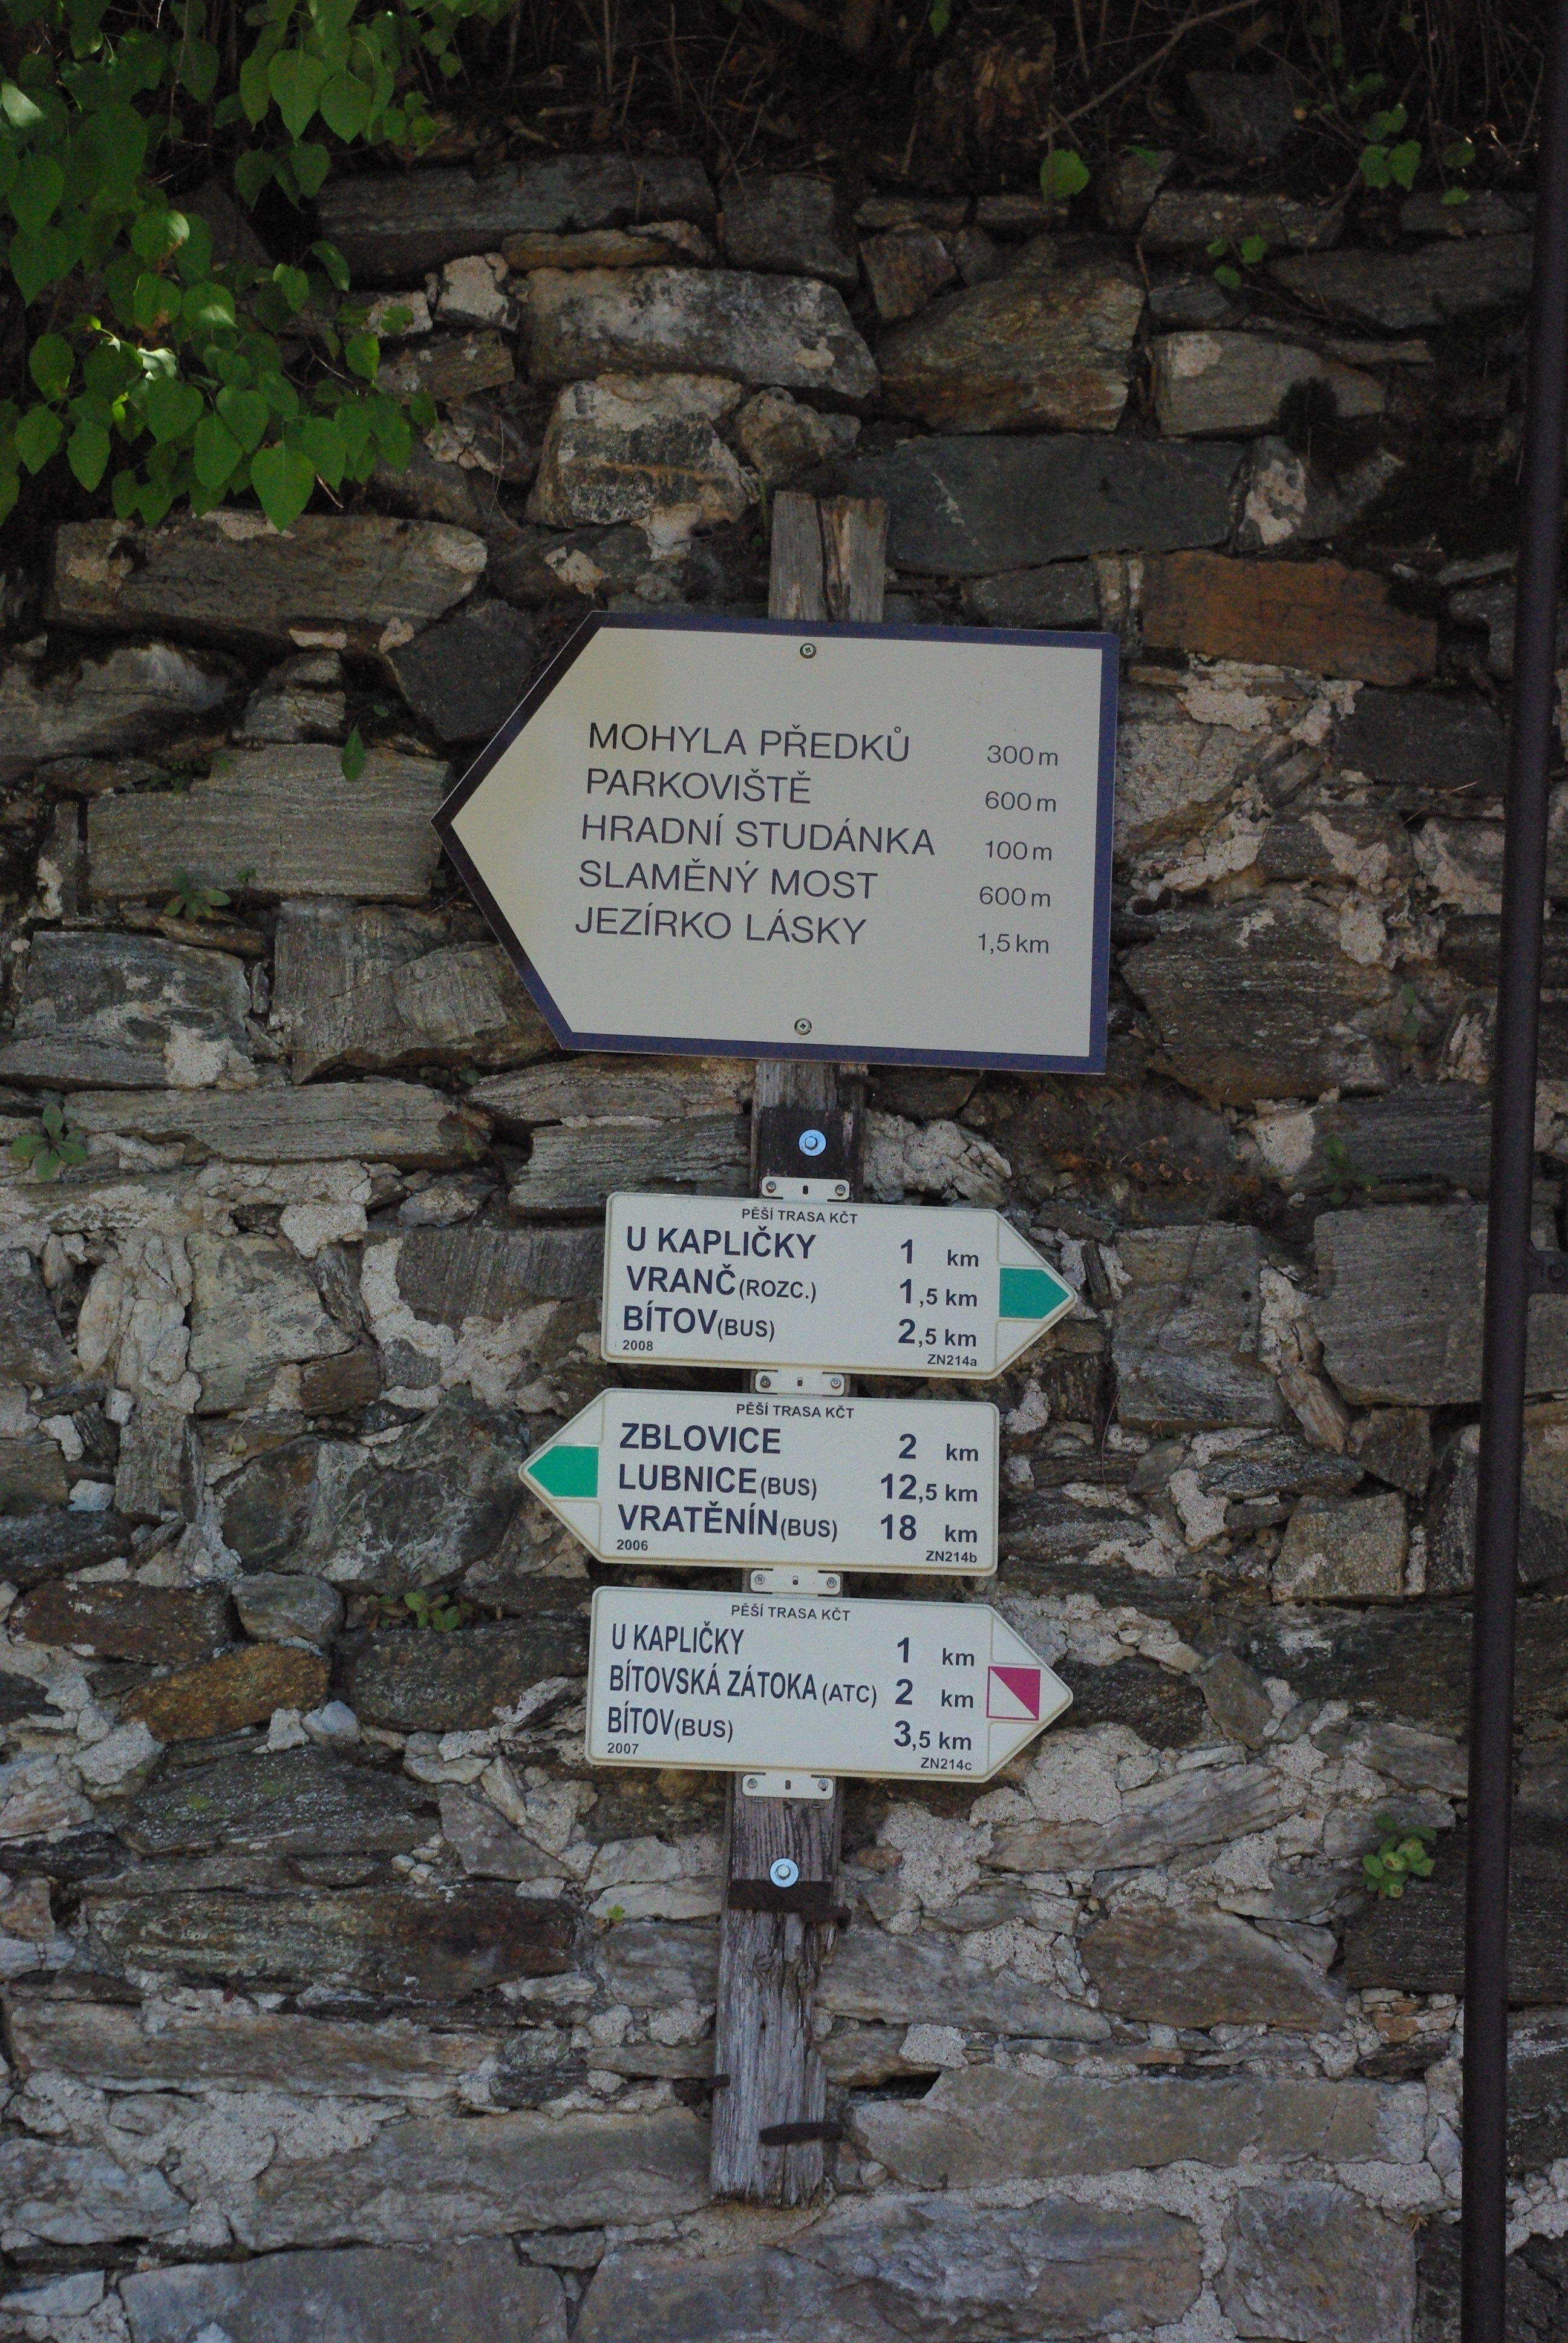 MOHYLA PŘEDKŮ 300 m
PARKOVIŠTĚ 600 m
HRADNÍ STUDÁNKA 100 m
SLAMĚNÝ MOST 600 m
JEZÍRKO LÁSKY 1,5 km
PĚŠÍ TRASA KČT
U KAPLIČKY 1 km
VRANČ (ROZC.) 1,5 km
BÍTOV (BUS) 2,5 km
2008 ZN214a
PĚŠÍ TRASA KČT
ZBLOVICE 2 km
LUBNICE (BUS) 12,5 km
VRATĚNÍN (BUS) 18 km
2006 ZN214b
PĚŠÍ TRASA KČT
U KAPLIČKY 1 km
BÍTOVSKÁ ZÁTOKA (ATC) 2 km
BÍTOV (BUS) 3,5 km
2007 ZN214c